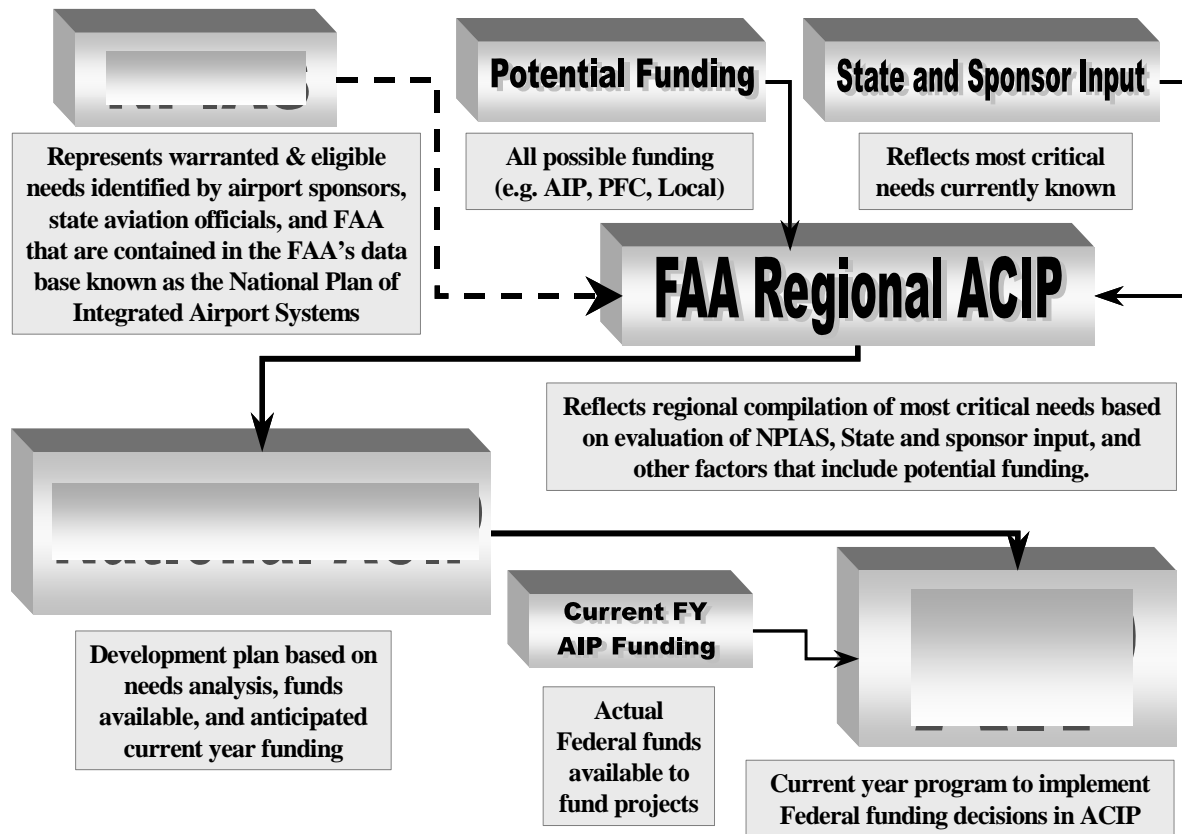 Potential Funding
State and Sponsor Input
Represents warranted & eligible
needs identified by airport sponsors,
state aviation officials, and FAA
that are contained in the FAA's data
base known as the National Plan of
Integrated Airport Systems
All possible funding
(e.g. AIP, PFC, Local)
Reflects most critical
needs currently known
FAA Regional ACIP
Reflects regional compilation of most critical needs based
on evaluation of NPIAS, State and sponsor input, and
other factors that include potential funding.
Development plan based on
needs analysis, funds
available, and anticipated
current year funding
Current FY
AIP Funding
Actual
Federal funds
available to
fund projects
Current year program to implement
Federal funding decisions in ACIP